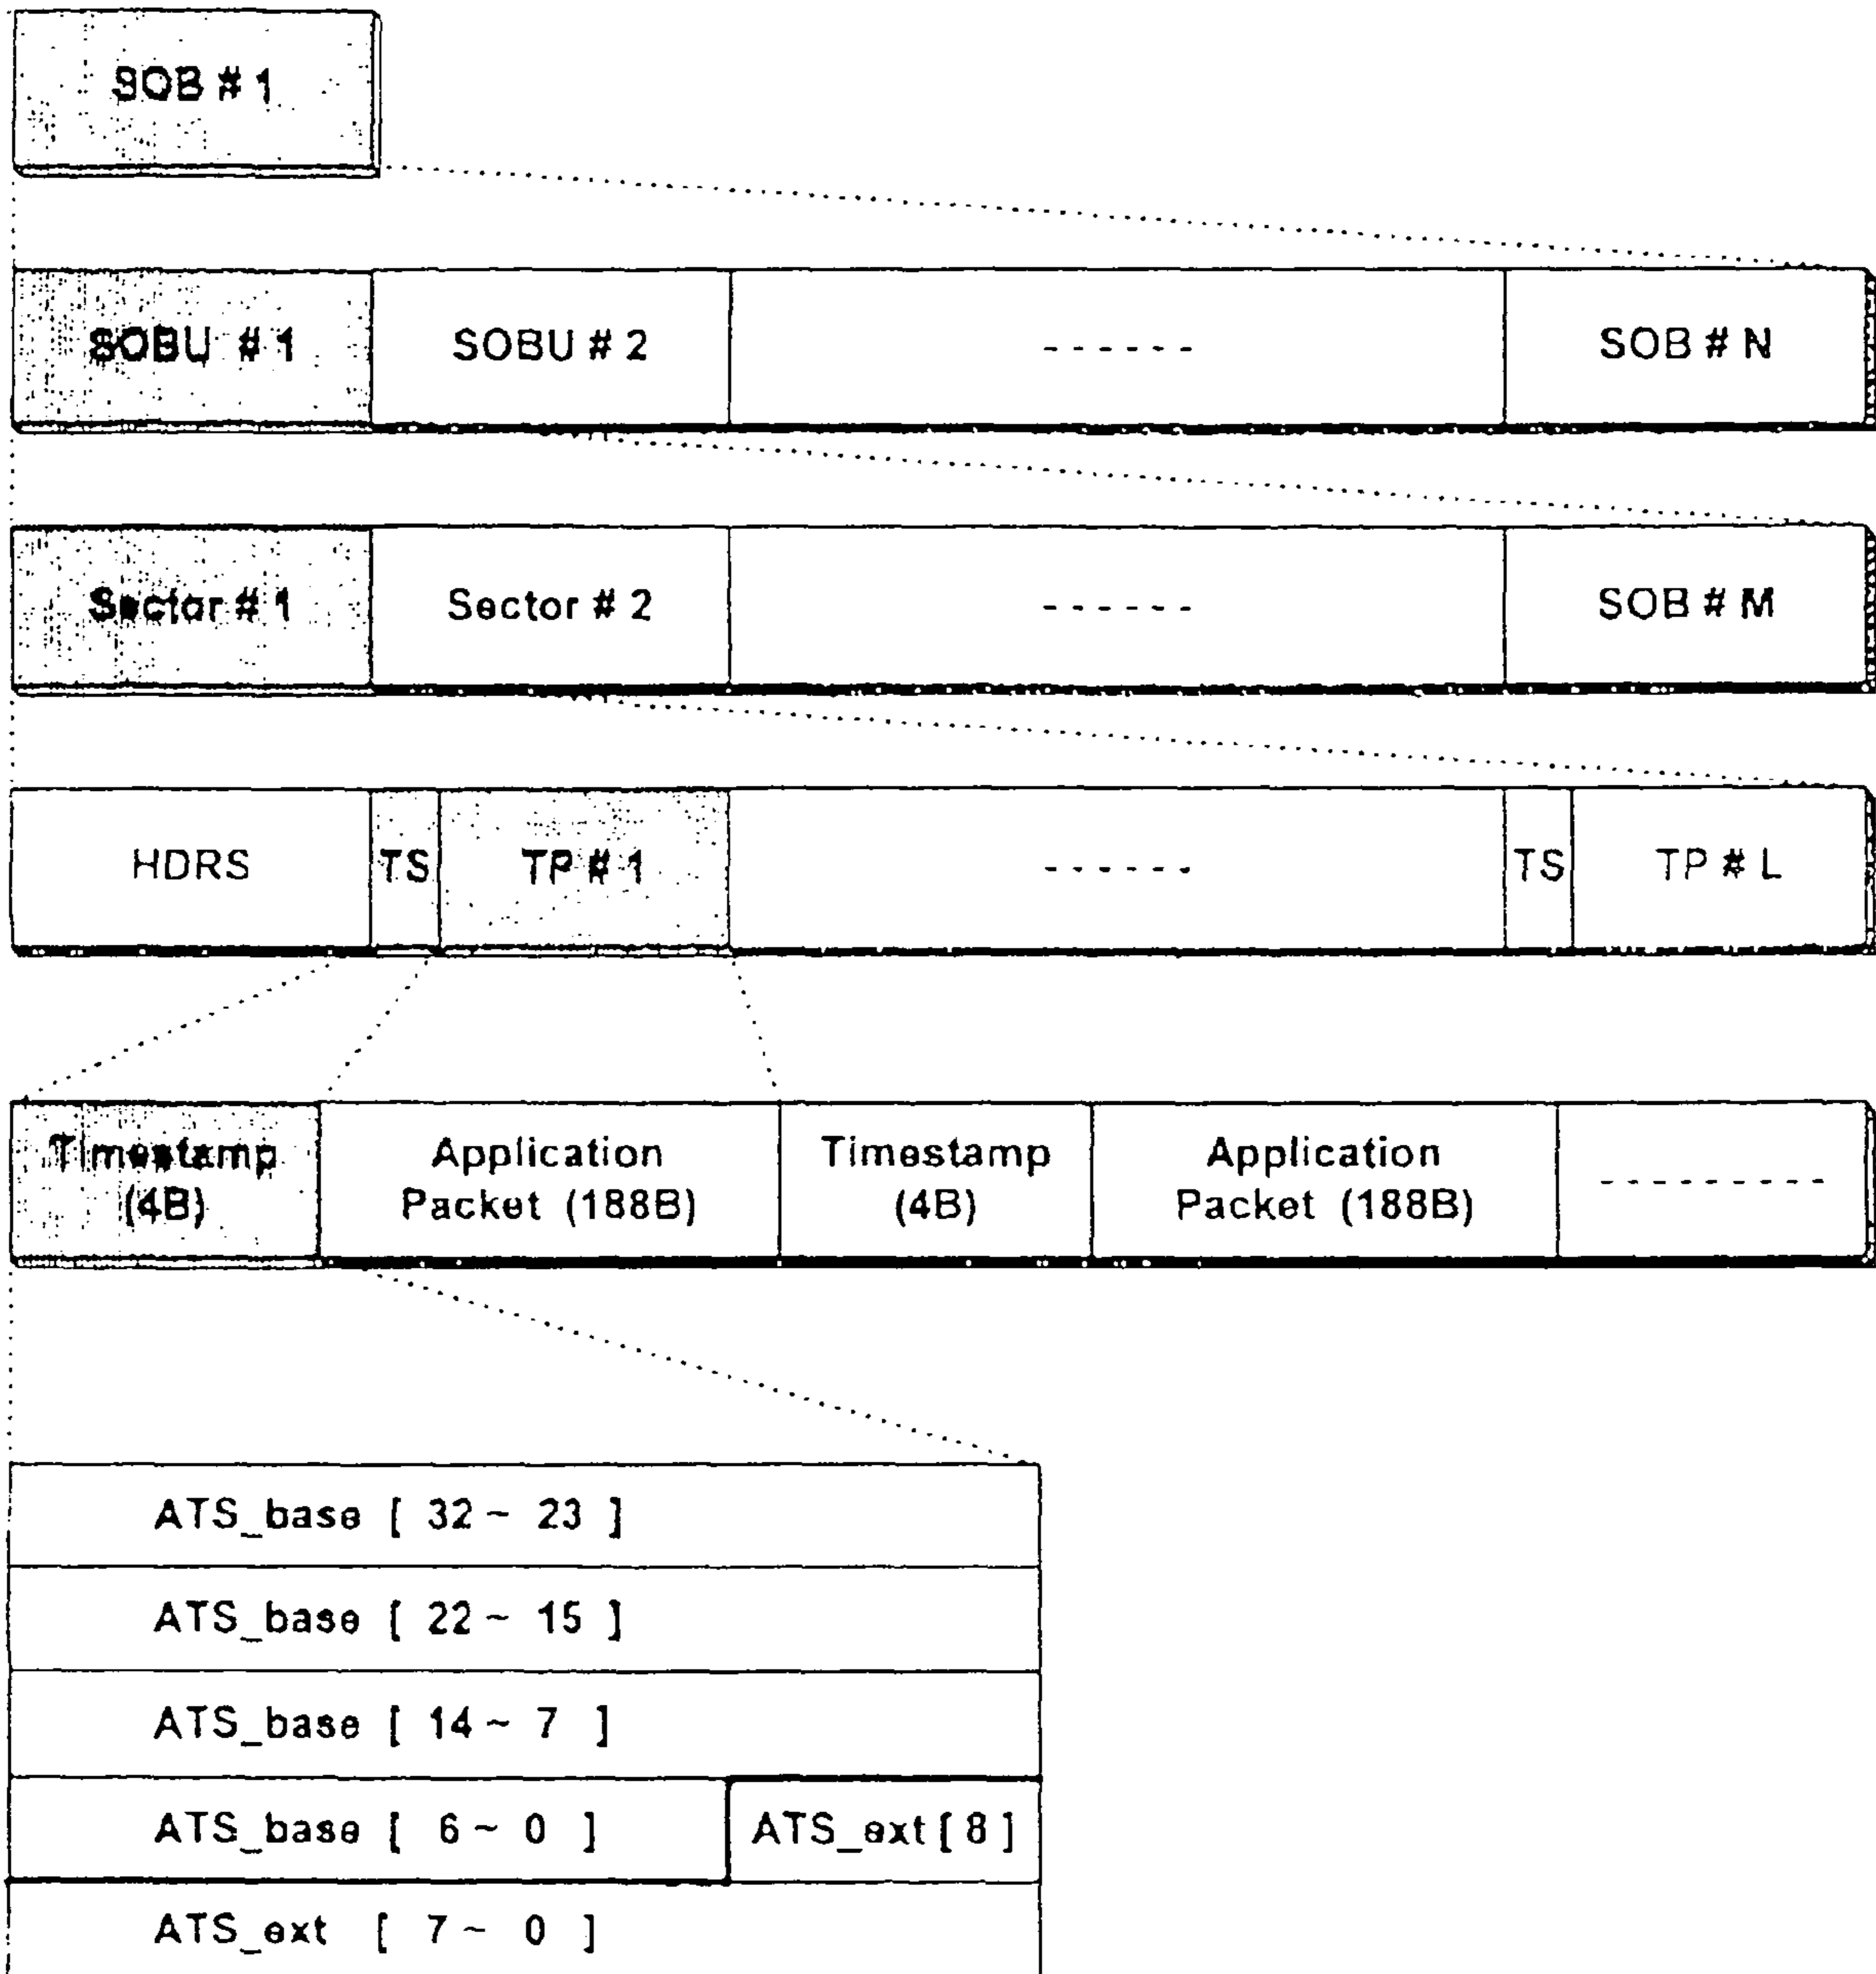 SOB # 1
SOBU # 1 SOBU # 2 ------ SOB # N
Sector # 1 Sector # 2 ------ SOB # M
HDRS TS TP # 1 ------ TS TP # L
Timestamp (4B) Application Packet (188B) Timestamp (4B) Application Packet (188B) ---------
ATS_base [ 32 ~ 23 ]
ATS_base [ 22 ~ 15 ]
ATS_base [ 14 ~ 7 ]
ATS_base [ 6 ~ 0 ] ATS_ext [ 8 ]
ATS_ext [ 7 ~ 0 ]